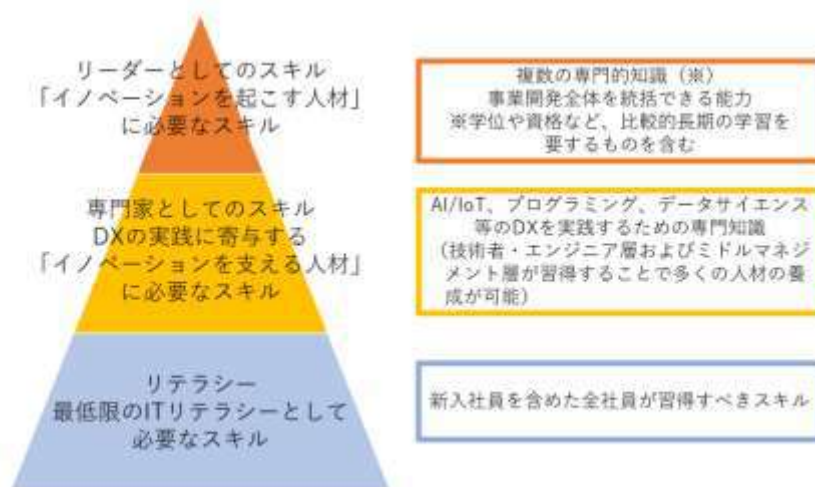 リーダーとしてのスキル
「イノベーションを起こす人材」
に必要なスキル
複数の専門的知識（※）
事業開発全体を統括できる能力
※学位や資格など、比較的長期の学習を
要するものを含む
専門家としてのスキル
DXの実践に寄与する
「イノベーションを支える人材」
に必要なスキル
AI/IoT、プログラミング、データサイエンス
等のDXを実践するための専門知識
（技術者・エンジニア層およびミドルマネジ
メント層が習得することで多くの人材の養
成が可能）
リテラシー
最低限のITリテラシーとして
必要なスキル
新入社員を含めた全社員が習得すべきスキル